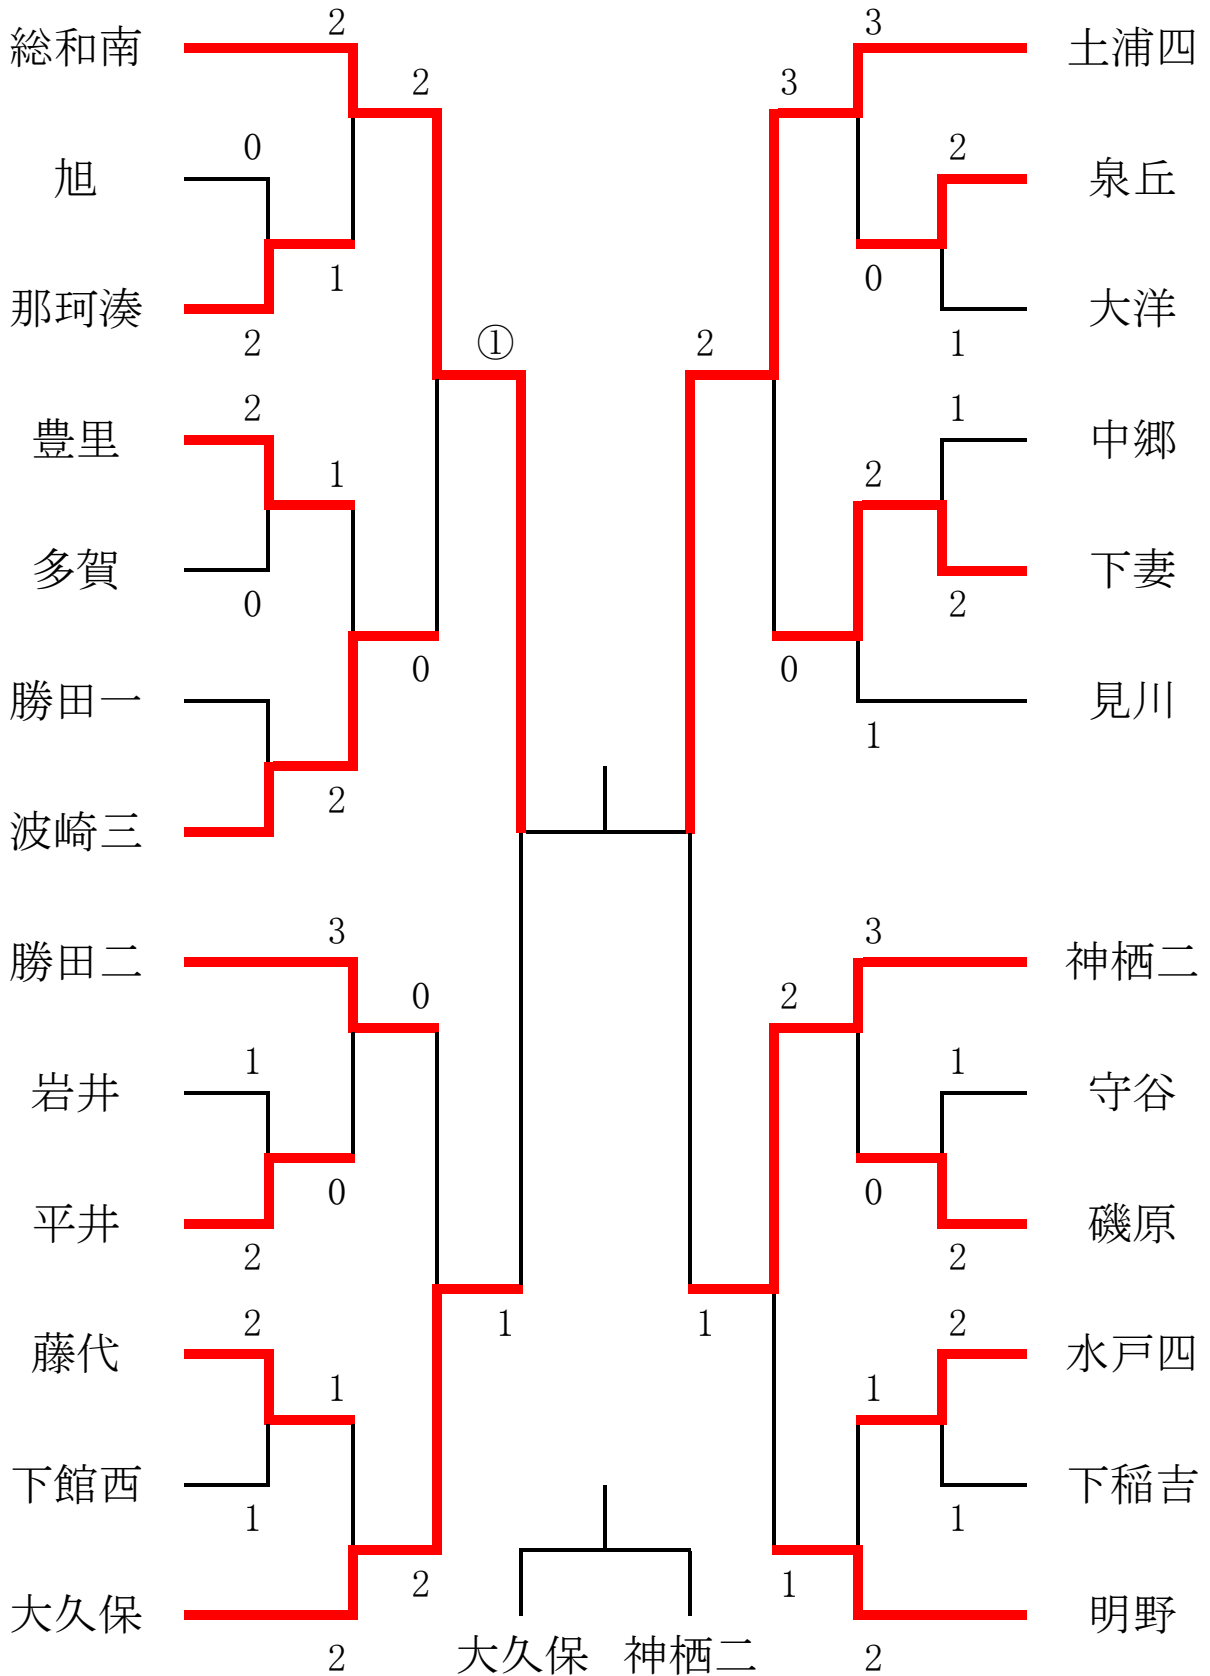 2
3
総和南
土浦四
2
3
0
2
旭
泉丘
1
0
那珂湊
大洋
2
①
2
1
2
1
豊里
中郷
1
2
多賀
下妻
0
2
0
0
勝田一
見川
1
2
波崎三
3
3
勝田二
神栖二
0
2
1
1
岩井
守谷
0
0
平井
磯原
2
2
2
1
1
2
藤代
水戸四
1
1
下館西
下稲吉
1
1
2
1
大久保
明野
2
大久保
神栖二
2